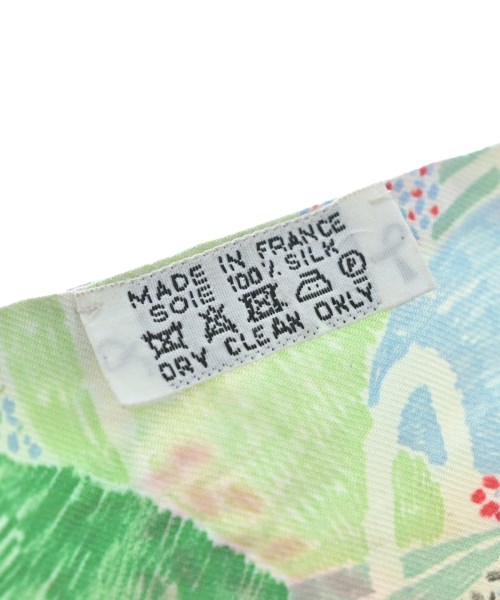 MADE IN FRANCE
SOIE 100% SILK
P
DRY CLEAN ONLY